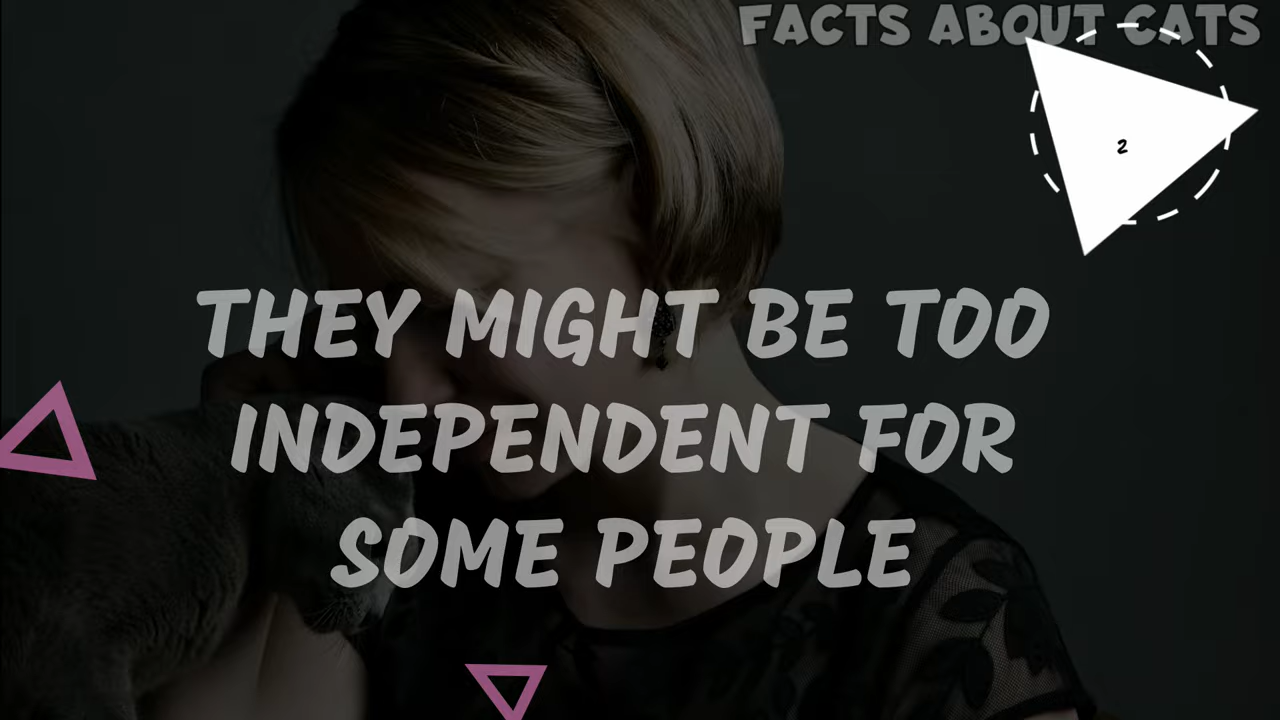 FACTS ABOUT CATS
2
THEY MIGHT BE TOO
INDEPENDENT FOR
SOME PEOPLE